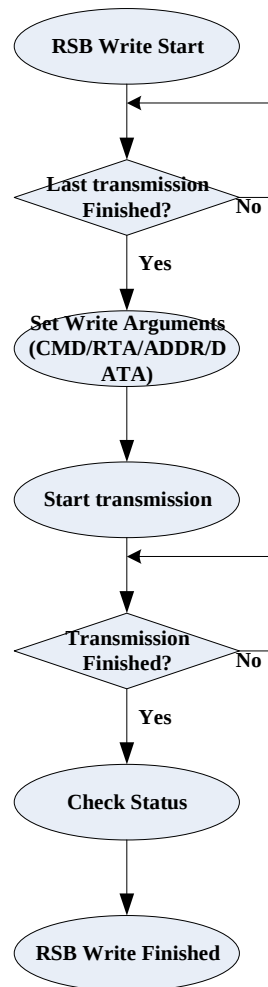 RSB Write Start
Last transmission
Finished?
No
Yes
Set Write Arguments
(CMD/RTA/ADDR/D
ATA)
Start transmission
Transmission
Finished?
No
Yes
Check Status
RSB Write Finished